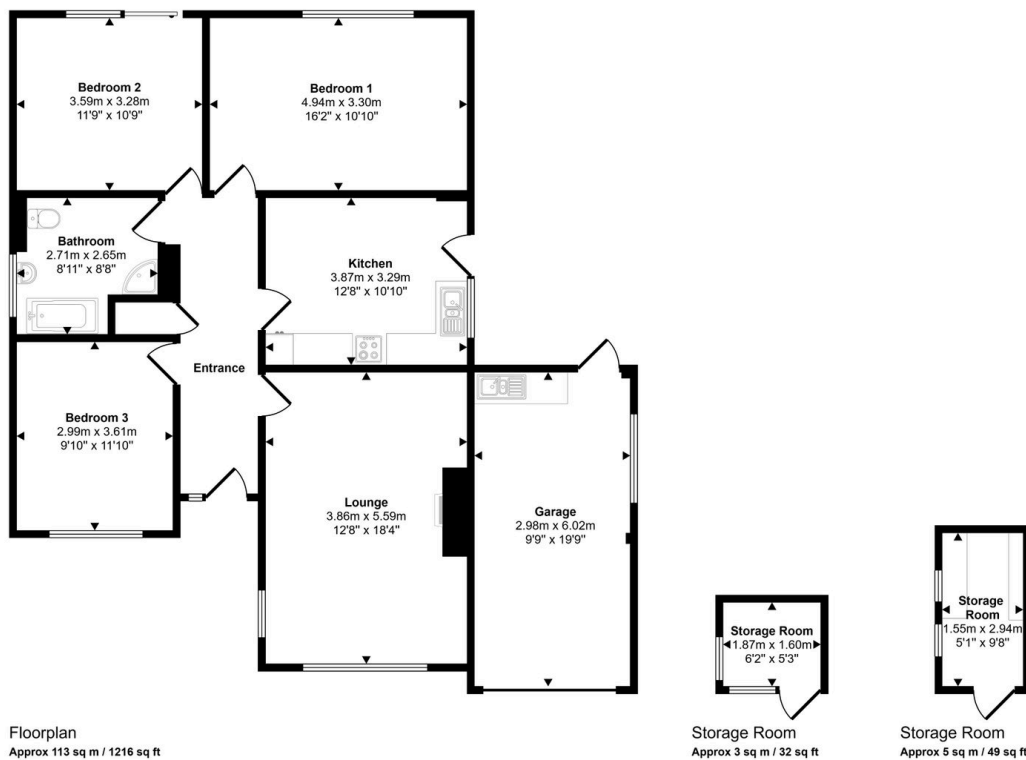 Bedroom 2
3.59m x 3.28m
11'9" x 10'9"
Bedroom 1
4.94m x 3.30m
16'2" x 10'10"
Bathroom
2.71m x 2.65m
8'11" x 8'8"
Kitchen
3.87m x 3.29m
12'8" x 10'10"
Entrance
Bedroom 3
2.99m x 3.61m
9'10" x 11'10"
Lounge
3.86m x 5.59m
12'8" x 18'4"
Garage
2.98m x 6.02m
9'9" x 19'9"
Storage Room
1.87m x 1.60m
6'2" x 5'3"
Storage
Room
1.55m x 2.94m
5'1" x 9'8"
Floorplan
Approx 113 sq m / 1216 sq ft
Storage Room
Approx 3 sq m / 32 sq ft
Storage Room
Approx 5 sq m / 49 sq ft